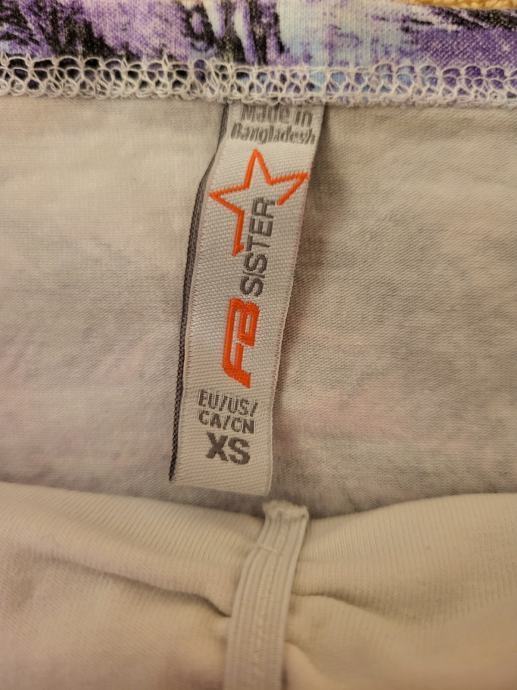 Made in
Bangladesh
FB SISTER
EU/US/
CA/CN
XS